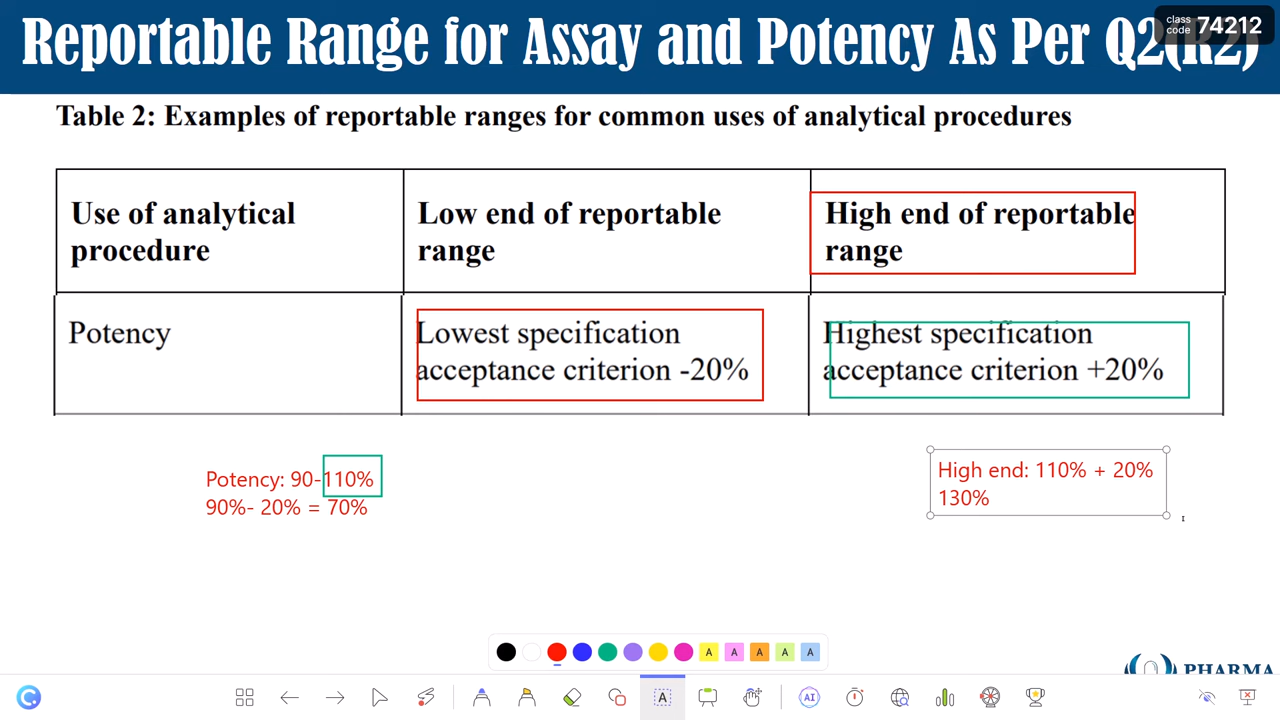 Reportable Range for Assay and Potency As Per Q2(R2)
class
code 74212
Table 2: Examples of reportable ranges for common uses of analytical procedures
Use of analytical
procedure
Low end of reportable
range
High end of reportable
range
Potency
Lowest specification
acceptance criterion -20%
Highest specification
acceptance criterion +20%
Potency: 90-110%
90%- 20% = 70%
High end: 110% + 20%
130%
A A A A A
PHARMA
A
AI